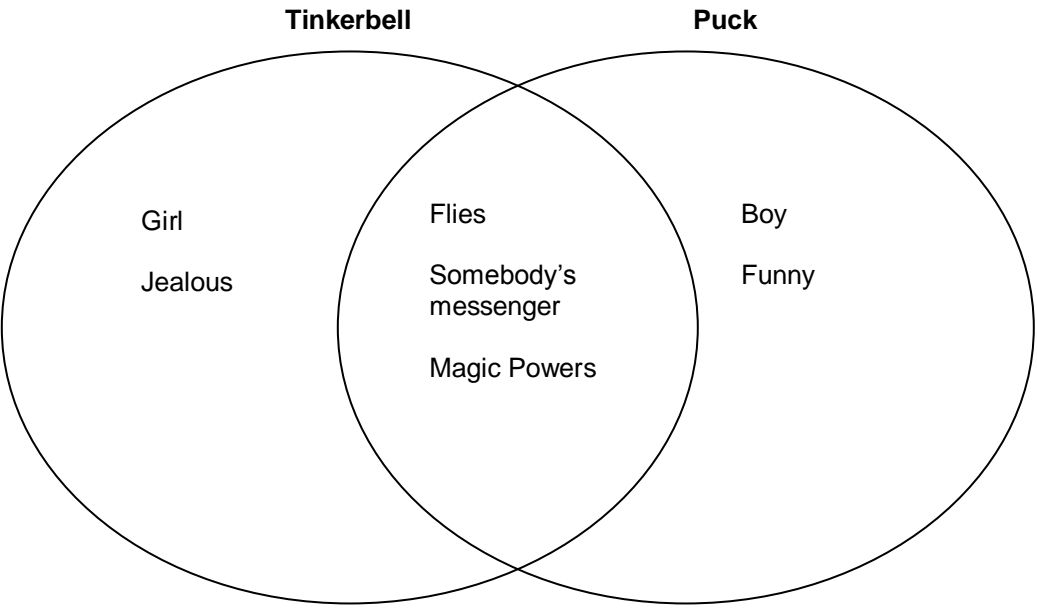 Tinkerbell
Puck
Girl
Jealous
Flies
Somebody’s
messenger
Magic Powers
Boy
Funny